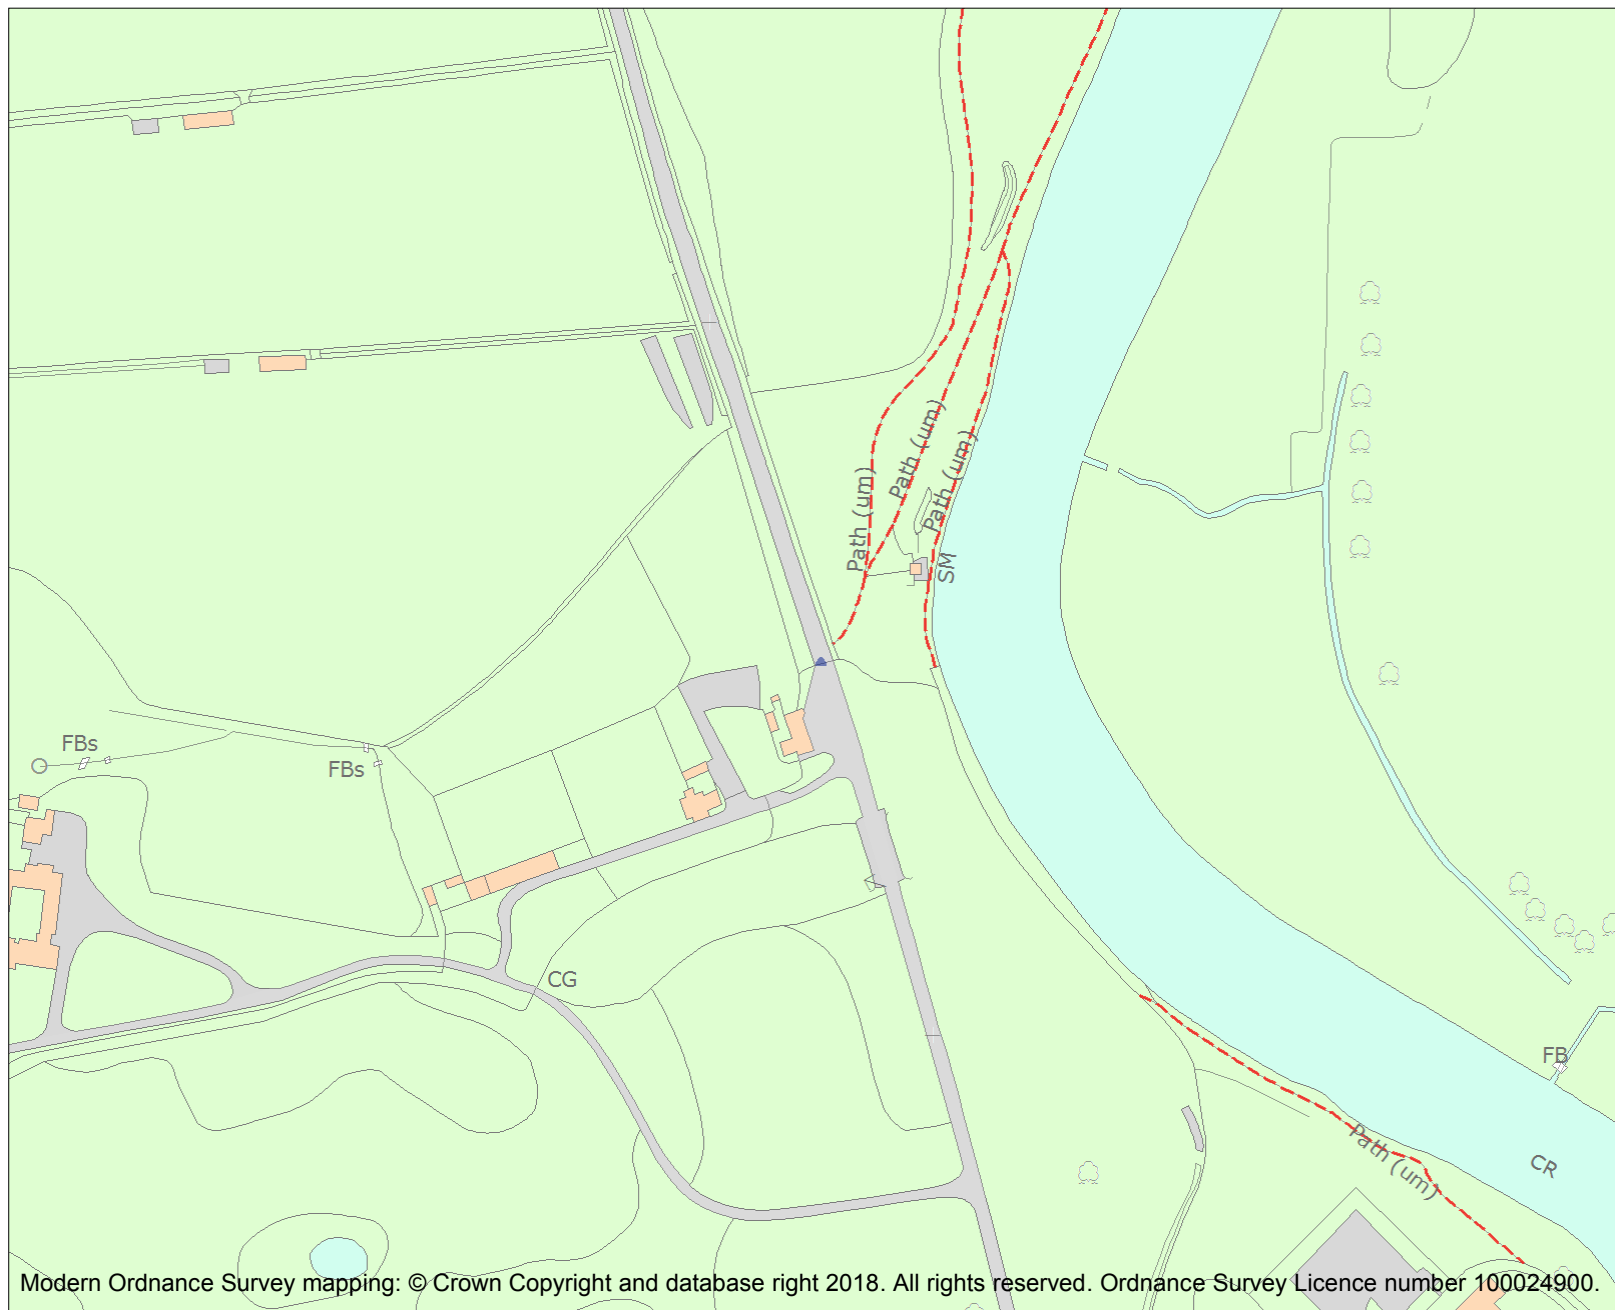 Path (um)
Path (um)
Path (um)
SM
FBs
FBs
CG
FB
Path (um)
CR
Modern Ordnance Survey mapping: © Crown Copyright and database right 2018. All rights reserved. Ordnance Survey Licence number 100024900.